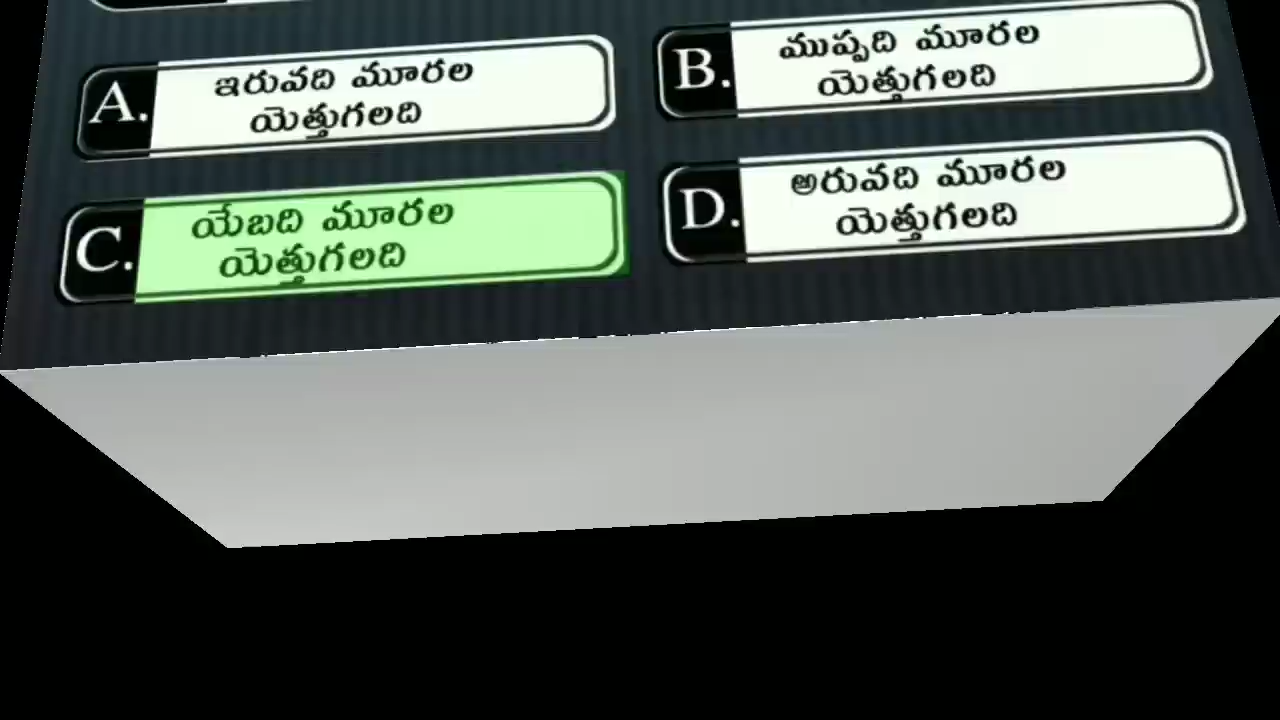 A. ఇరువది మూరల
యెత్తుగలది
B. ముప్పది మూరల
యెత్తుగలది
C. యేబది మూరల
యెత్తుగలది
D. అరువది మూరల
యెత్తుగలది